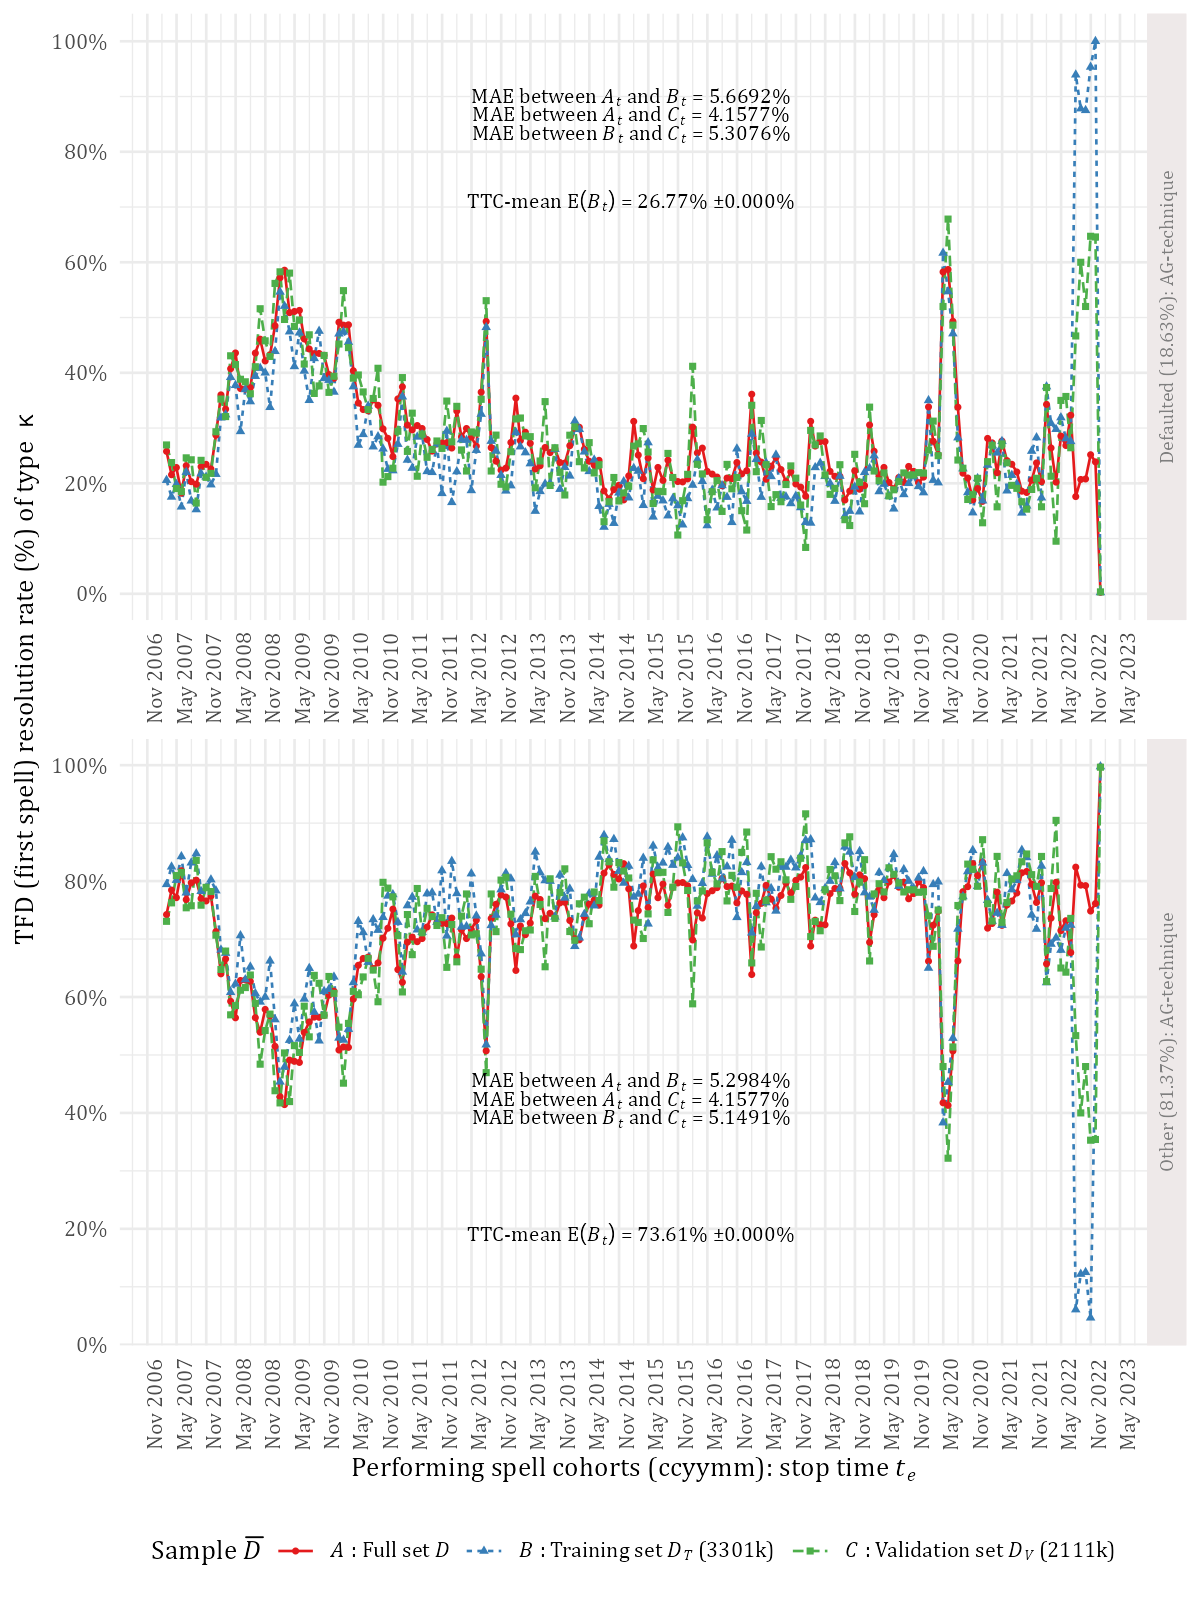 TFD (first spell) resolution rate (%) of type κ
100%
80%
60%
40%
20%
0%
MAE between A_t and B_t = 5.6692%
MAE between A_t and C_t = 4.1577%
MAE between B_t and C_t = 5.3076%
TTC-mean E(B_t) = 26.77% ±0.000%
Defaulted (18.63%): AG-technique
Nov 2006
May 2007
Nov 2007
May 2008
Nov 2008
May 2009
Nov 2009
May 2010
Nov 2010
May 2011
Nov 2011
May 2012
Nov 2012
May 2013
Nov 2013
May 2014
Nov 2014
May 2015
Nov 2015
May 2016
Nov 2016
May 2017
Nov 2017
May 2018
Nov 2018
May 2019
Nov 2019
May 2020
Nov 2020
May 2021
Nov 2021
May 2022
Nov 2022
May 2023
100%
80%
60%
40%
20%
0%
MAE between A_t and B_t = 5.2984%
MAE between A_t and C_t = 4.1577%
MAE between B_t and C_t = 5.1491%
TTC-mean E(B_t) = 73.61% ±0.000%
Other (81.37%): AG-technique
Nov 2006
May 2007
Nov 2007
May 2008
Nov 2008
May 2009
Nov 2009
May 2010
Nov 2010
May 2011
Nov 2011
May 2012
Nov 2012
May 2013
Nov 2013
May 2014
Nov 2014
May 2015
Nov 2015
May 2016
Nov 2016
May 2017
Nov 2017
May 2018
Nov 2018
May 2019
Nov 2019
May 2020
Nov 2020
May 2021
Nov 2021
May 2022
Nov 2022
May 2023
Performing spell cohorts (ccyymm): stop time t_e
Sample D̅ A : Full set D B : Training set D_T (3301k) C : Validation set D_V (2111k)